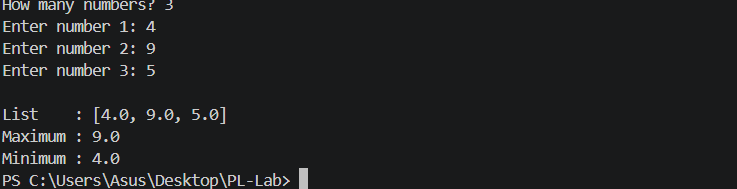 How many numbers? 3
Enter number 1: 4
Enter number 2: 9
Enter number 3: 5
List    : [4.0, 9.0, 5.0]
Maximum : 9.0
Minimum : 4.0
PS C:\Users\Asus\Desktop\PL-Lab>